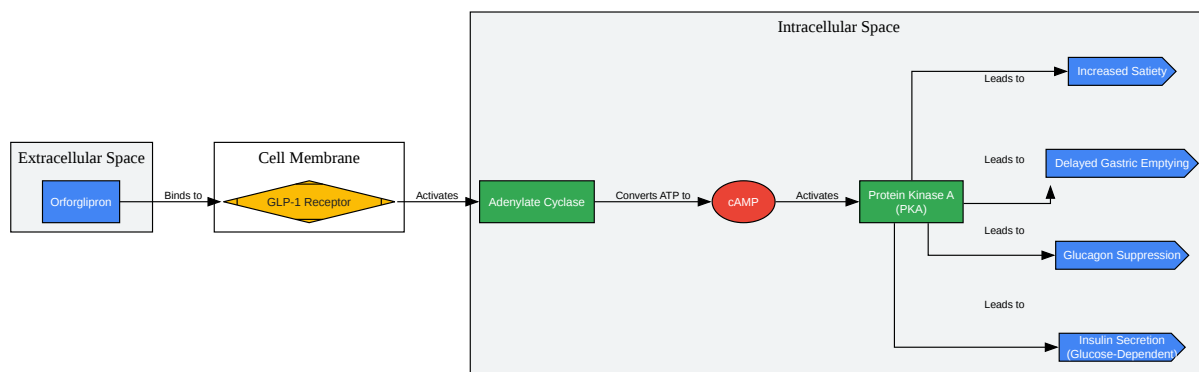 Intracellular Space
Increased Satiety
Leads to
Extracellular Space
Cell Membrane
Leads to
Delayed Gastric Emptying
Orforglipron
Binds to
GLP-1 Receptor
Activates
Adenylate Cyclase
Converts ATP to
cAMP
Activates
Protein Kinase A
(PKA)
Leads to
Glucagon Suppression
Leads to
Insulin Secretion
(Glucose-Dependent)